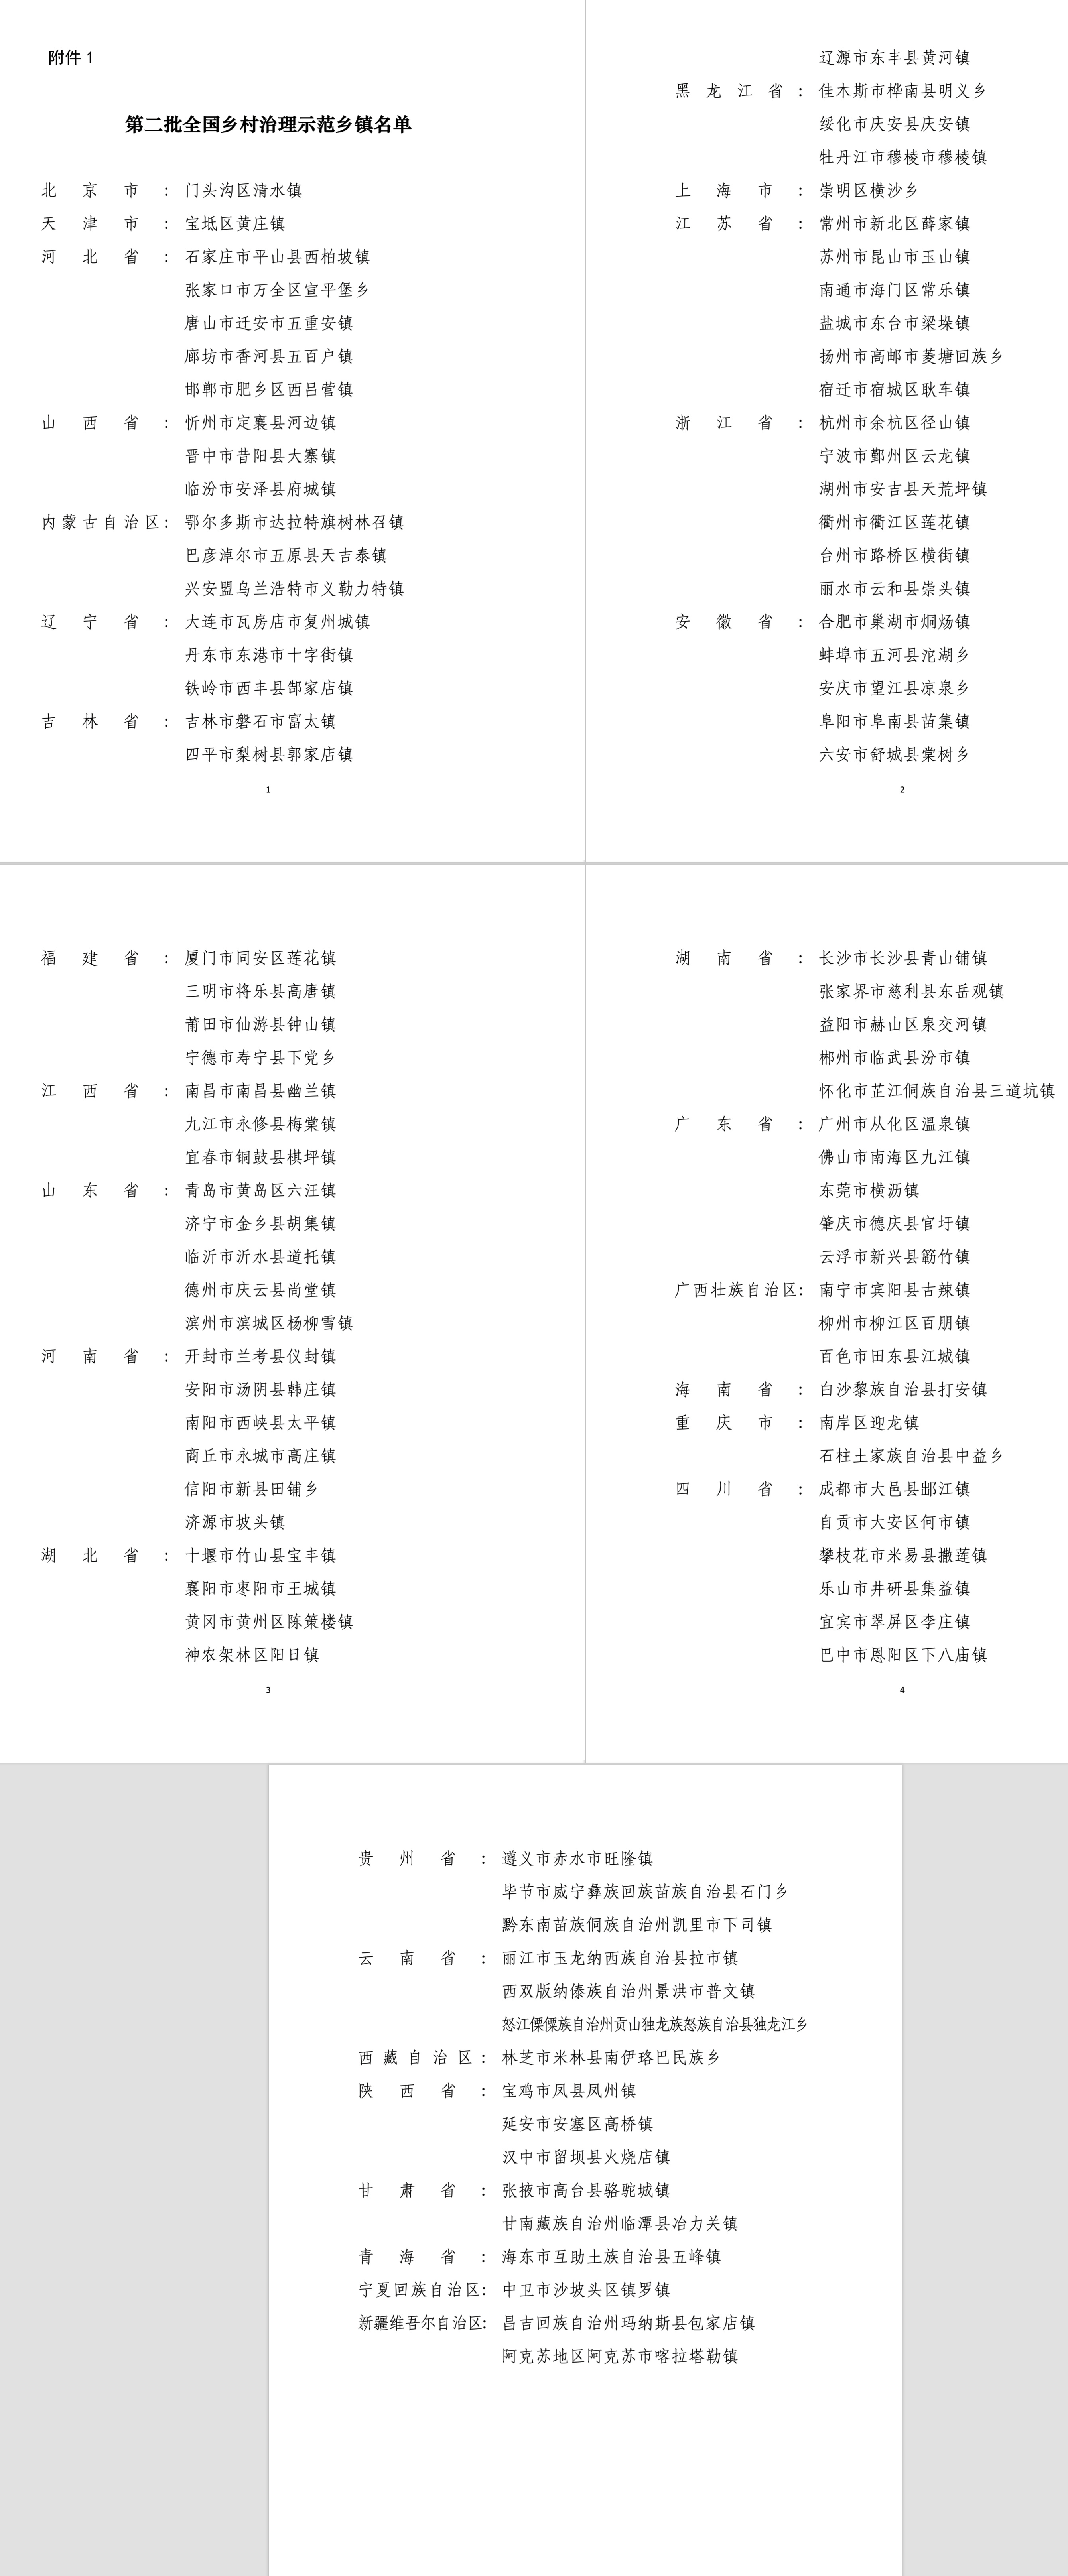 附件 1
第二批全国乡村治理示范乡镇名单
北京市：门头沟区清水镇
天津市：宝坻区黄庄镇
河北省：石家庄市平山县西柏坡镇
张家口市万全区宣平堡乡
唐山市迁安市五重安镇
廊坊市香河县五百户镇
邯郸市肥乡区西吕营镇
山西省：忻州市定襄县河边镇
晋中市昔阳县大寨镇
临汾市安泽县府城镇
内蒙古自治区：鄂尔多斯市达拉特旗树林召镇
巴彦淖尔市五原县天吉泰镇
兴安盟乌兰浩特市义勒力特镇
辽宁省：大连市瓦房店市复州城镇
丹东市东港市十字街镇
铁岭市西丰县郜家店镇
吉林省：吉林市磐石市富太镇
四平市梨树县郭家店镇
1
辽源市东丰县黄河镇
黑龙江省：佳木斯市桦南县明义乡
绥化市庆安县庆安镇
牡丹江市穆棱市穆棱镇
上海市：崇明区横沙乡
江苏省：常州市新北区薛家镇
苏州市昆山市玉山镇
南通市海门区常乐镇
盐城市东台市梁垛镇
扬州市高邮市菱塘回族乡
宿迁市宿城区耿车镇
浙江省：杭州市余杭区径山镇
宁波市鄞州区云龙镇
湖州市安吉县天荒坪镇
衢州市衢江区莲花镇
台州市路桥区横街镇
丽水市云和县崇头镇
安徽省：合肥市巢湖市烔炀镇
蚌埠市五河县沱湖乡
安庆市望江县凉泉乡
阜阳市阜南县苗集镇
六安市舒城县棠树乡
2
福建省：厦门市同安区莲花镇
三明市将乐县高唐镇
莆田市仙游县钟山镇
宁德市寿宁县下党乡
江西省：南昌市南昌县幽兰镇
九江市永修县梅棠镇
宜春市铜鼓县棋坪镇
山东省：青岛市黄岛区六汪镇
济宁市金乡县胡集镇
临沂市沂水县道托镇
德州市庆云县尚堂镇
滨州市滨城区杨柳雪镇
河南省：开封市兰考县仪封镇
安阳市汤阴县韩庄镇
南阳市西峡县太平镇
商丘市永城市高庄镇
信阳市新县田铺乡
济源市坡头镇
湖北省：十堰市竹山县宝丰镇
襄阳市枣阳市王城镇
黄冈市黄州区陈策楼镇
神农架林区阳日镇
3
湖南省：长沙市长沙县青山铺镇
张家界市慈利县东岳观镇
益阳市赫山区泉交河镇
郴州市临武县汾市镇
怀化市芷江侗族自治县三道坑镇
广东省：广州市从化区温泉镇
佛山市南海区九江镇
东莞市横沥镇
肇庆市德庆县官圩镇
云浮市新兴县簕竹镇
广西壮族自治区：南宁市宾阳县古辣镇
柳州市柳江区百朋镇
百色市田东县江城镇
海南省：白沙黎族自治县打安镇
重庆市：南岸区迎龙镇
石柱土家族自治县中益乡
四川省：成都市大邑县䢺江镇
自贡市大安区何市镇
攀枝花市米易县撒莲镇
乐山市井研县集益镇
宜宾市翠屏区李庄镇
巴中市恩阳区下八庙镇
4
贵州省：遵义市赤水市旺隆镇
毕节市威宁彝族回族苗族自治县石门乡
黔东南苗族侗族自治州凯里市下司镇
云南省：丽江市玉龙纳西族自治县拉市镇
西双版纳傣族自治州景洪市普文镇
怒江傈僳族自治州贡山独龙族怒族自治县独龙江乡
西藏自治区：林芝市米林县南伊珞巴民族乡
陕西省：宝鸡市凤县凤州镇
延安市安塞区高桥镇
汉中市留坝县火烧店镇
甘肃省：张掖市高台县骆驼城镇
甘南藏族自治州临潭县冶力关镇
青海省：海东市互助土族自治县五峰镇
宁夏回族自治区：中卫市沙坡头区镇罗镇
新疆维吾尔自治区：昌吉回族自治州玛纳斯县包家店镇
阿克苏地区阿克苏市喀拉塔勒镇